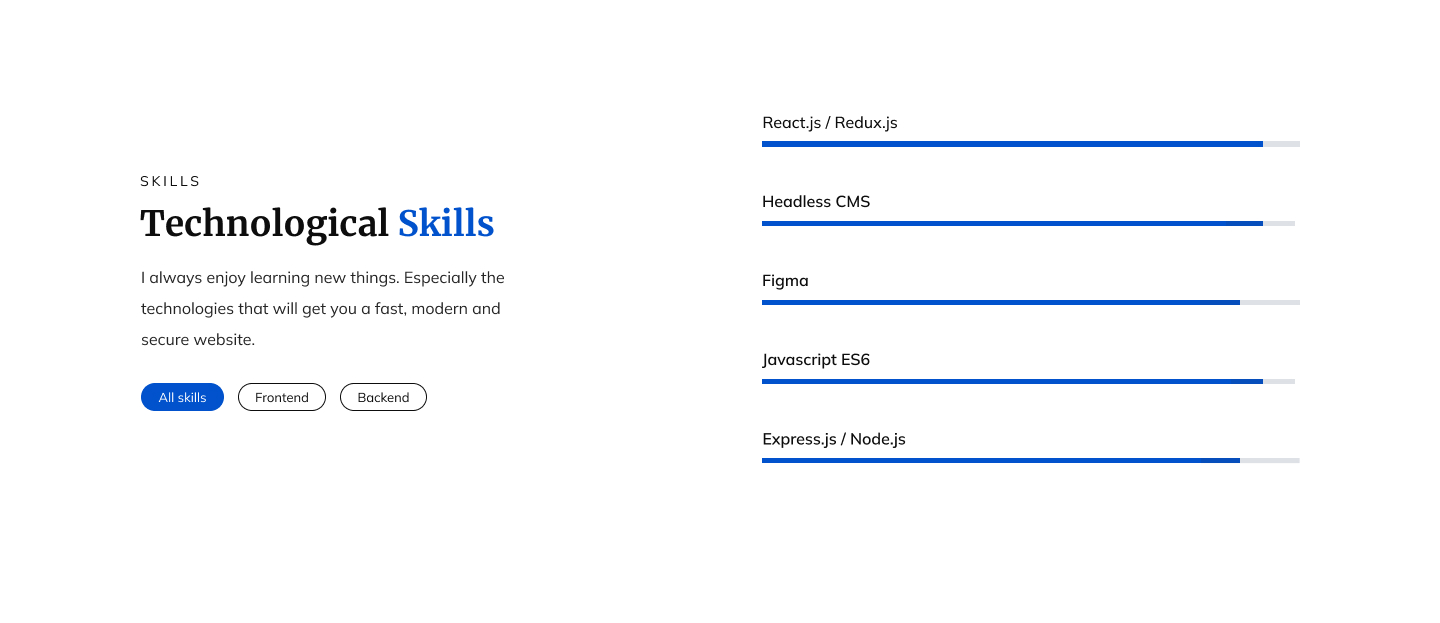 SKILLS
Technological Skills
I always enjoy learning new things. Especially the
technologies that will get you a fast, modern and
secure website.
All skills
Frontend
Backend
React.js / Redux.js
Headless CMS
Figma
Javascript ES6
Express.js / Node.js